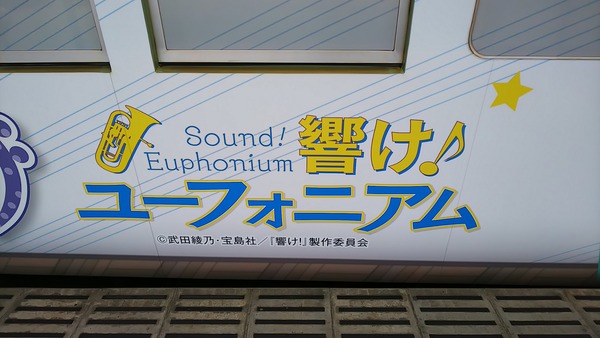 Sound!
Euphonium
響け♪
ユーフォニアム
©武田綾乃・宝島社/『響け!』製作委員会